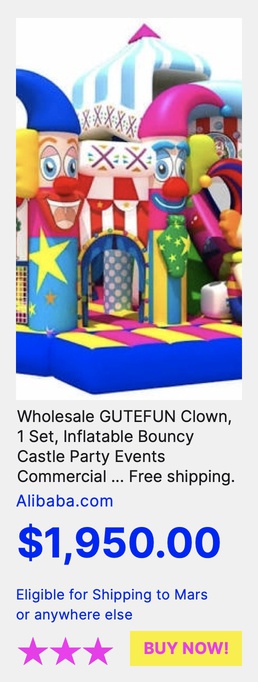 Wholesale GUTEFUN Clown,
1 Set, Inflatable Bouncy
Castle Party Events
Commercial ... Free shipping.
Alibaba.com
$1,950.00
Eligible for Shipping to Mars
or anywhere else
BUY NOW!